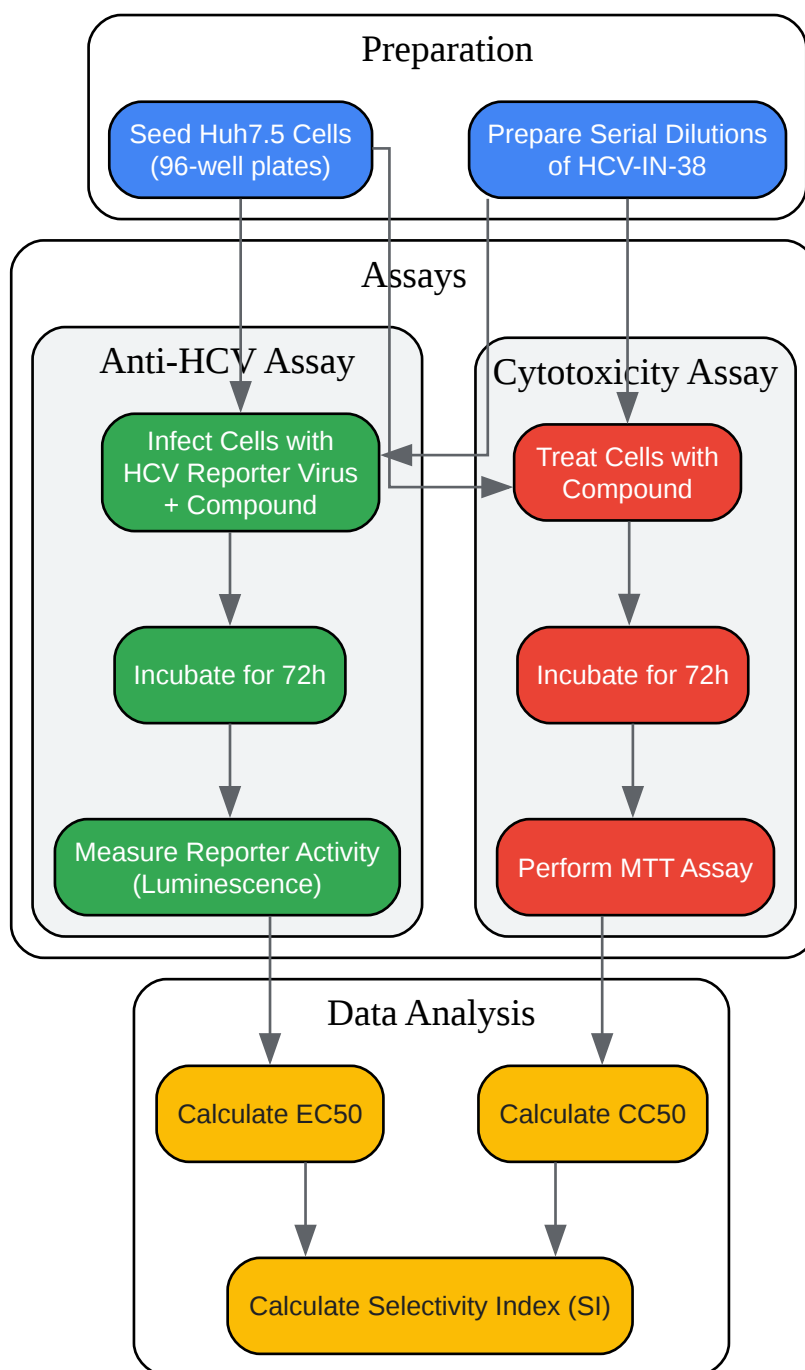 Preparation
Seed Huh7.5 Cells
(96-well plates)
Prepare Serial Dilutions
of HCV-IN-38
Assays
Anti-HCV Assay
Infect Cells with
HCV Reporter Virus
+ Compound
Incubate for 72h
Measure Reporter Activity
(Luminescence)
Cytotoxicity Assay
Treat Cells with
Compound
Incubate for 72h
Perform MTT Assay
Data Analysis
Calculate EC50
Calculate CC50
Calculate Selectivity Index (SI)